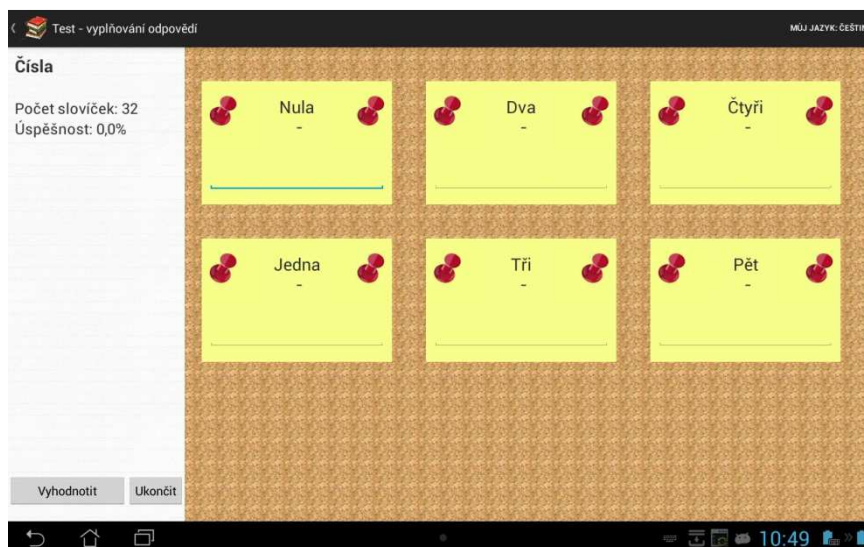 Test - vyplňování odpovědí
MŮJ JAZYK: ČEŠTIN
Čísla
Počet slovíček: 32
Úspěšnost: 0,0%
Nula
-
Dva
-
Čtyři
-
Jedna
-
Tři
-
Pět
-
Vyhodnotit
Ukončit
10:49